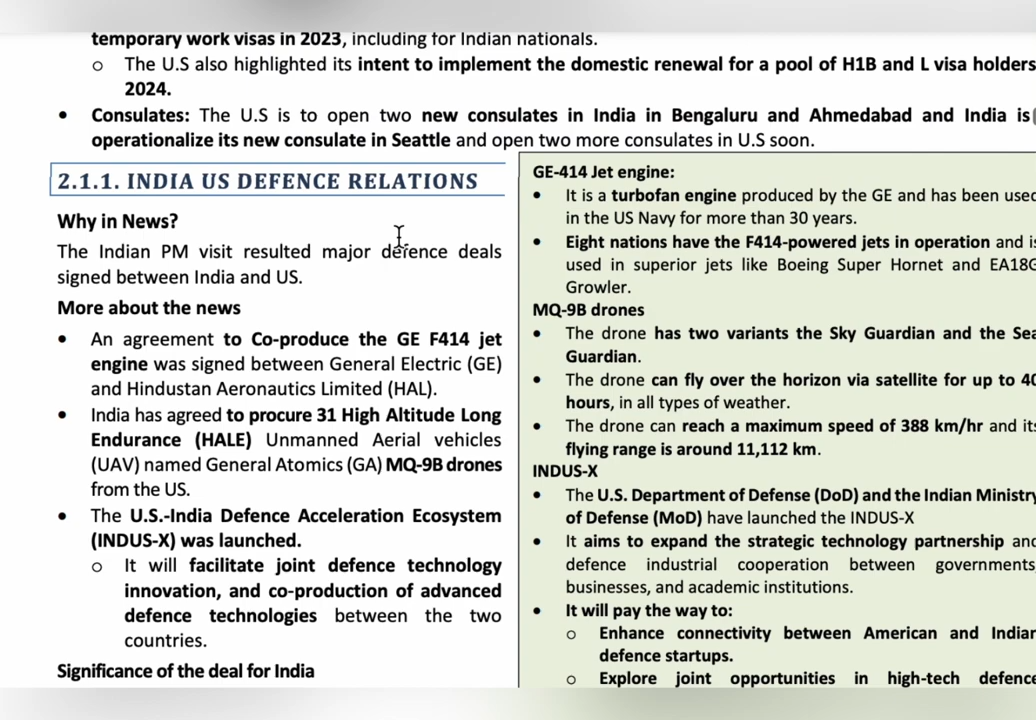 temporary work visas in 2023, including for Indian nationals.
o The U.S also highlighted its intent to implement the domestic renewal for a pool of H1B and L visa holders
2024.
• Consulates: The U.S is to open two new consulates in India in Bengaluru and Ahmedabad and India is
operationalize its new consulate in Seattle and open two more consulates in U.S soon.
2.1.1. INDIA US DEFENCE RELATIONS
Why in News?
The Indian PM visit resulted major defence deals
signed between India and US.
More about the news
• An agreement to Co-produce the GE F414 jet
engine was signed between General Electric (GE)
and Hindustan Aeronautics Limited (HAL).
• India has agreed to procure 31 High Altitude Long
Endurance (HALE) Unmanned Aerial vehicles
(UAV) named General Atomics (GA) MQ-9B drones
from the US.
• The U.S.-India Defence Acceleration Ecosystem
(INDUS-X) was launched.
o It will facilitate joint defence technology
innovation, and co-production of advanced
defence technologies between the two
countries.
Significance of the deal for India
GE-414 Jet engine:
• It is a turbofan engine produced by the GE and has been used
in the US Navy for more than 30 years.
• Eight nations have the F414-powered jets in operation and is
used in superior jets like Boeing Super Hornet and EA18G
Growler.
MQ-9B drones
• The drone has two variants the Sky Guardian and the Sea
Guardian.
• The drone can fly over the horizon via satellite for up to 40
hours, in all types of weather.
• The drone can reach a maximum speed of 388 km/hr and its
flying range is around 11,112 km.
INDUS-X
• The U.S. Department of Defense (DoD) and the Indian Ministry
of Defense (MoD) have launched the INDUS-X
• It aims to expand the strategic technology partnership and
defence industrial cooperation between governments,
businesses, and academic institutions.
• It will pay the way to:
o Enhance connectivity between American and Indian
defence startups.
o Explore joint opportunities in high-tech defence